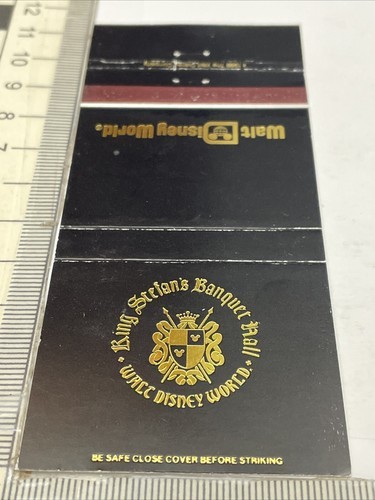 Walt Disney World®
King Stefan's Banquet Hall
• WALT DISNEY WORLD •
BE SAFE CLOSE COVER BEFORE STRIKING
12
11
10
9
8
7